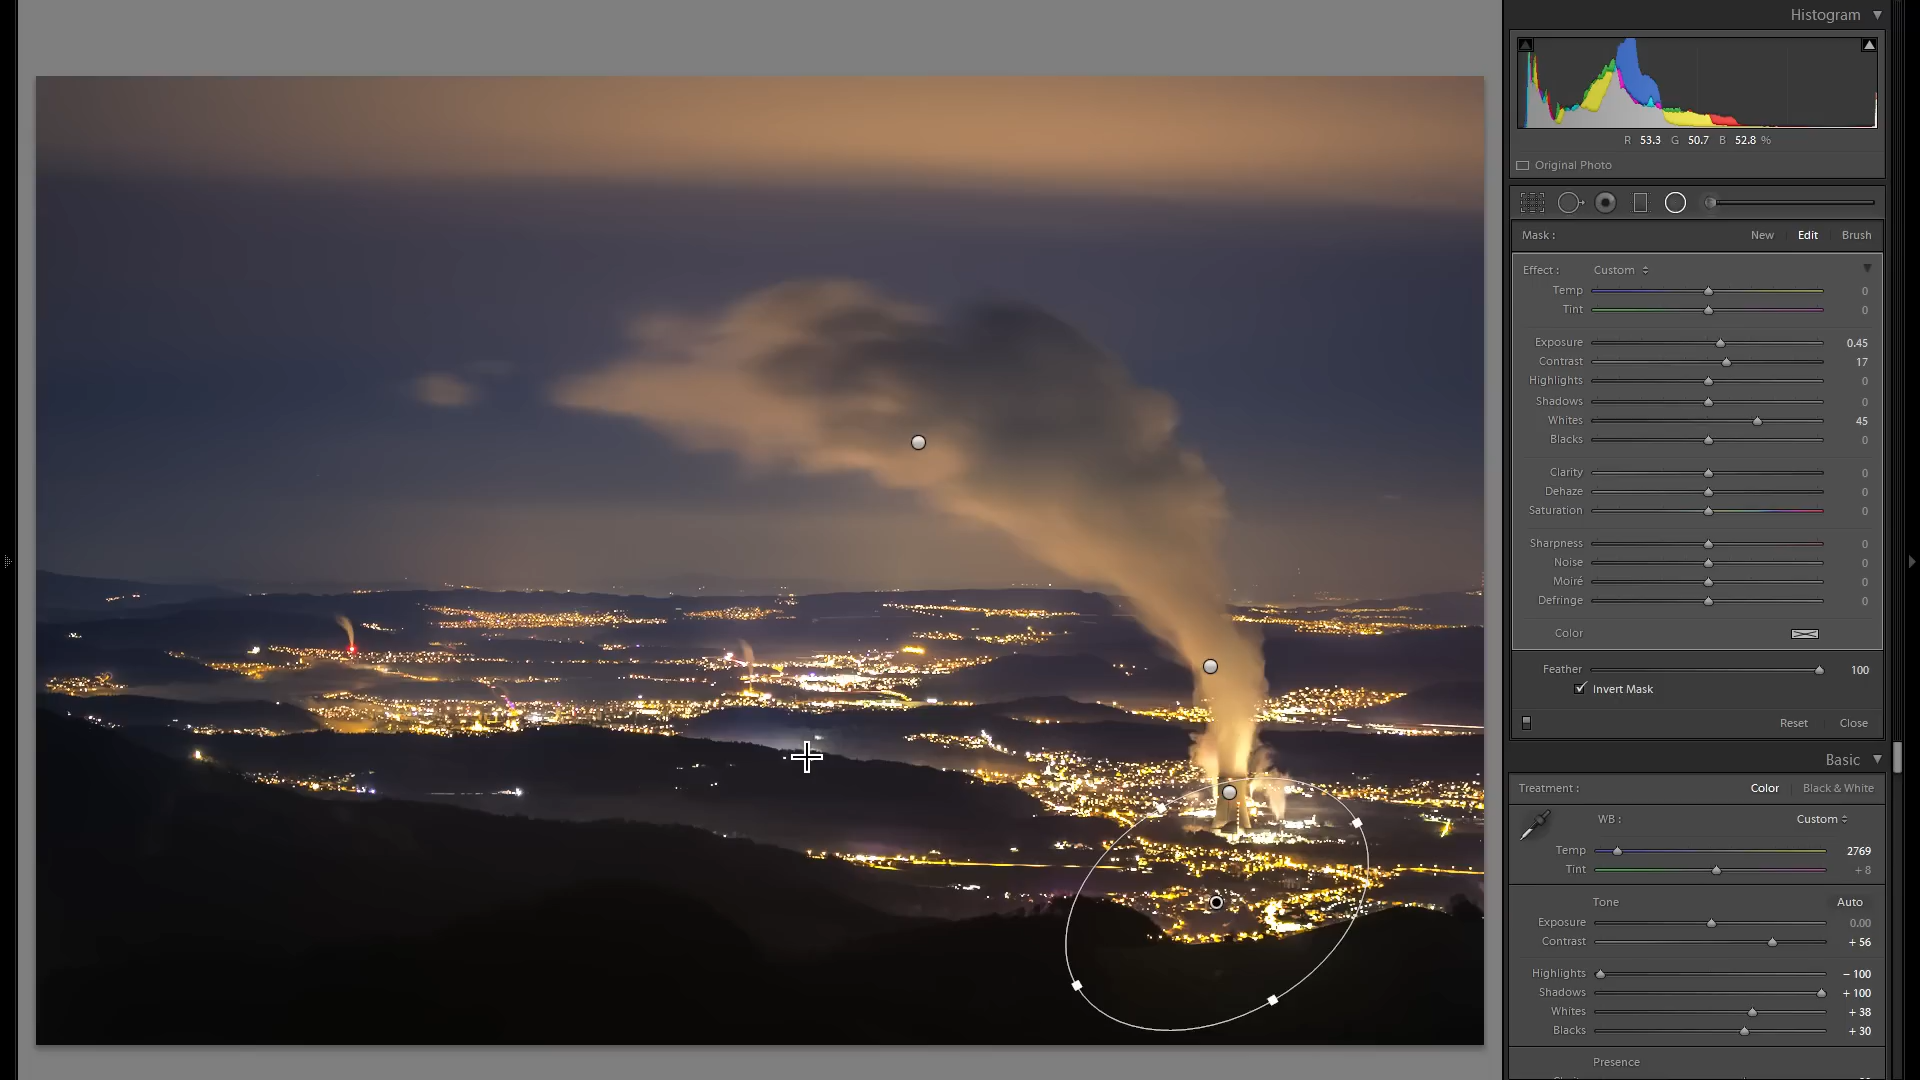 Histogram
R 53.3 G 50.7 B 52.8 %
Original Photo
Mask : New Edit Brush
Effect : Custom
Temp 0
Tint 0
Exposure 0.45
Contrast 17
Highlights 0
Shadows 0
Whites 45
Blacks 0
Clarity 0
Dehaze 0
Saturation 0
Sharpness 0
Noise 0
Moiré 0
Defringe 0
Color
Feather 100
Invert Mask
Reset Close
Basic
Treatment : Color Black & White
WB : Custom
Temp 2769
Tint + 8
Tone Auto
Exposure 0.00
Contrast + 56
Highlights − 100
Shadows + 100
Whites + 38
Blacks + 30
Presence